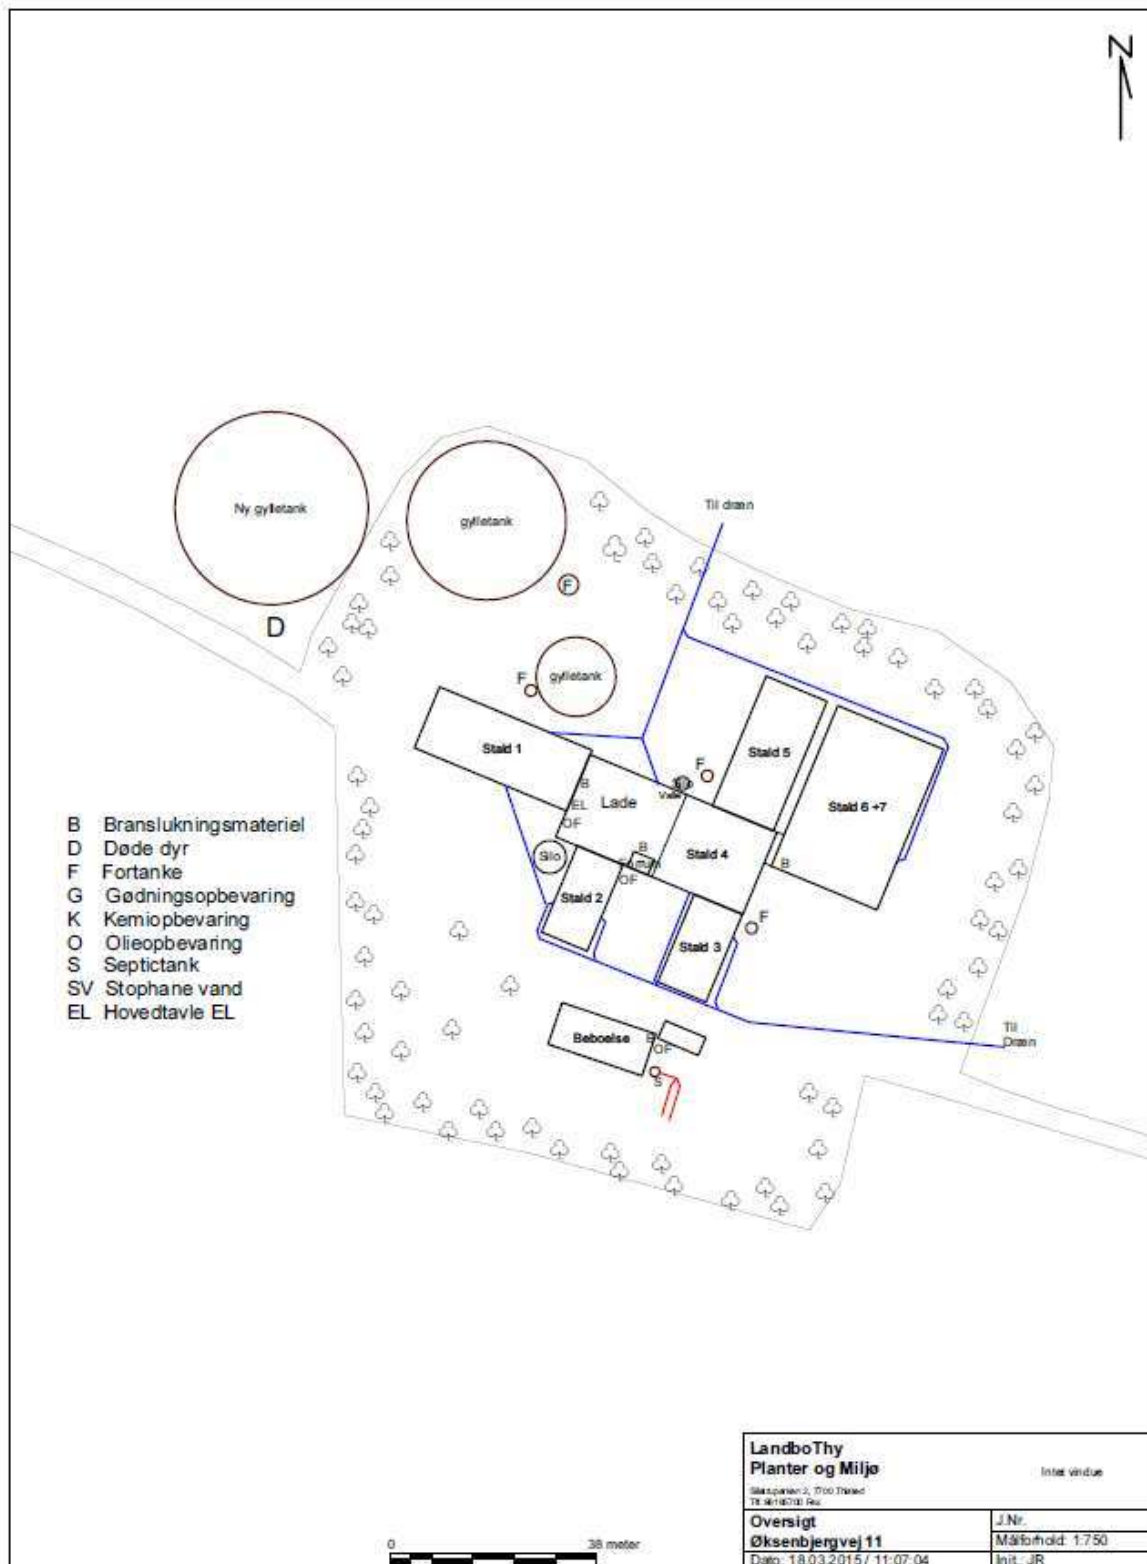 N
Til dræn
Ny gylletank
gylletank
F
D
F
gylletank
Stald 1
Stald 5
F
B
Lade
EL
OF
Stald 6 +7
B
Stald 4
B
Silo
OF
Stald 2
F
Stald 3
B Branslukningsmateriel
D Døde dyr
F Fortanke
G Gødningsopbevaring
K Kemiopbevaring
O Olieopbevaring
S Septictank
SV Stophane vand
EL Hovedtavle EL
Til
Dræn
Beboelse
B
OF
S
LandboThy
Planter og Miljø
Intet vindue
Oversigt
J.Nr.
Øksenbjergvej 11
Målforhold: 1:750
0 38 meter
Dato: 18.03.2015 / 11:07:04
Init.: JR